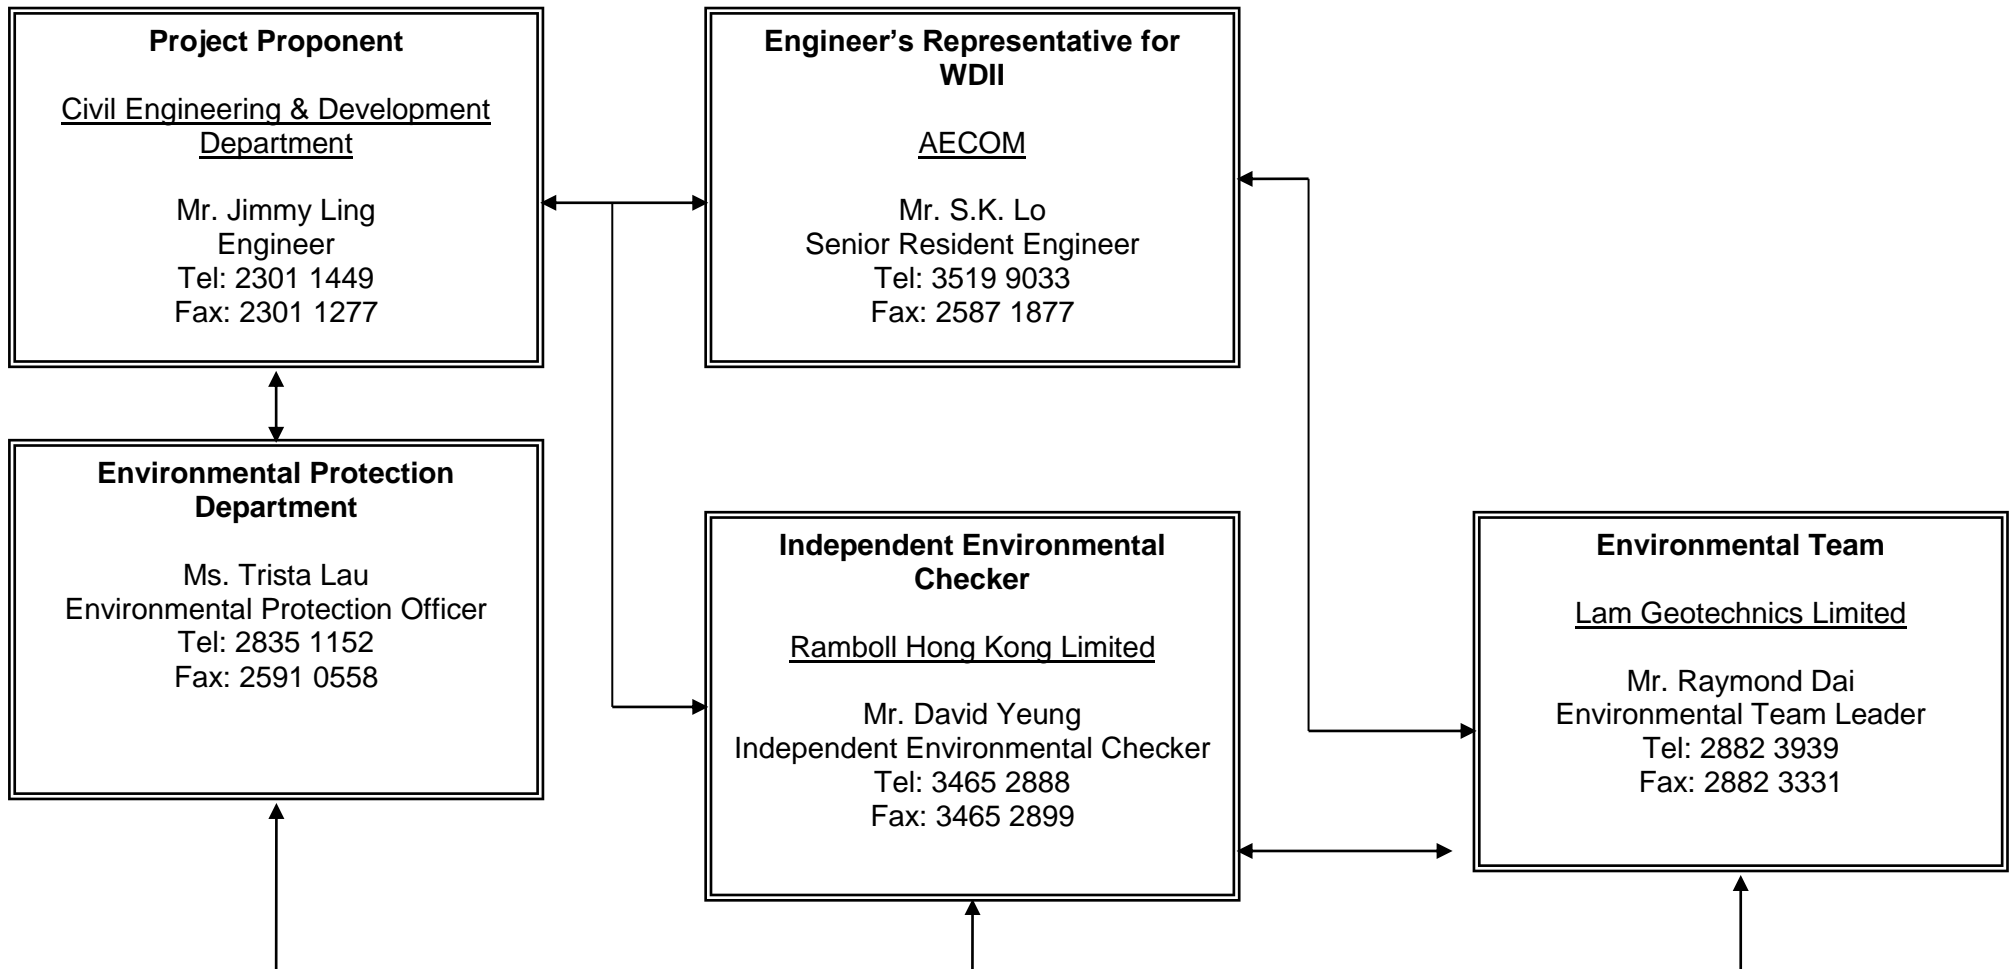 Project Proponent
Civil Engineering & Development
Department
Mr. Jimmy Ling
Engineer
Tel: 2301 1449
Fax: 2301 1277
Engineer’s Representative for
WDII
AECOM
Mr. S.K. Lo
Senior Resident Engineer
Tel: 3519 9033
Fax: 2587 1877
Environmental Protection
Department
Ms. Trista Lau
Environmental Protection Officer
Tel: 2835 1152
Fax: 2591 0558
Independent Environmental
Checker
Ramboll Hong Kong Limited
Mr. David Yeung
Independent Environmental Checker
Tel: 3465 2888
Fax: 3465 2899
Environmental Team
Lam Geotechnics Limited
Mr. Raymond Dai
Environmental Team Leader
Tel: 2882 3939
Fax: 2882 3331